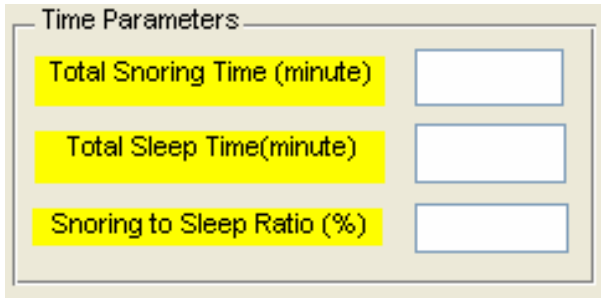 Time Parameters
Total Snoring Time (minute)
Total Sleep Time(minute)
Snoring to Sleep Ratio (%)